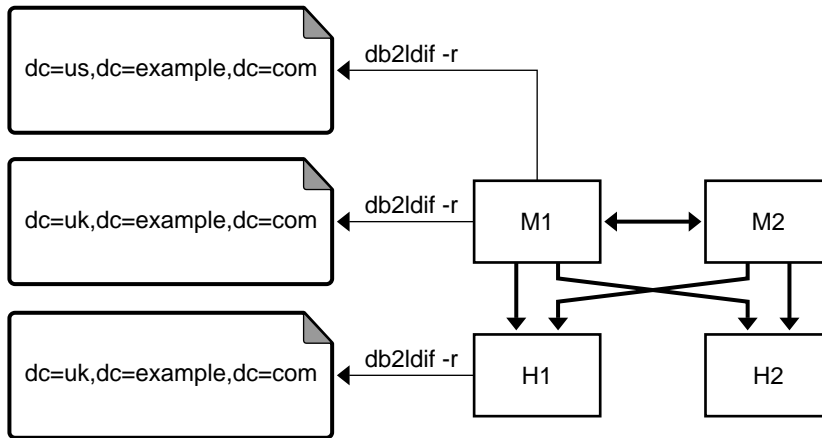 db2ldif -r
dc=us,dc=example,dc=com
db2ldif -r
dc=uk,dc=example,dc=com
M1
M2
db2ldif -r
dc=uk,dc=example,dc=com
H1
H2